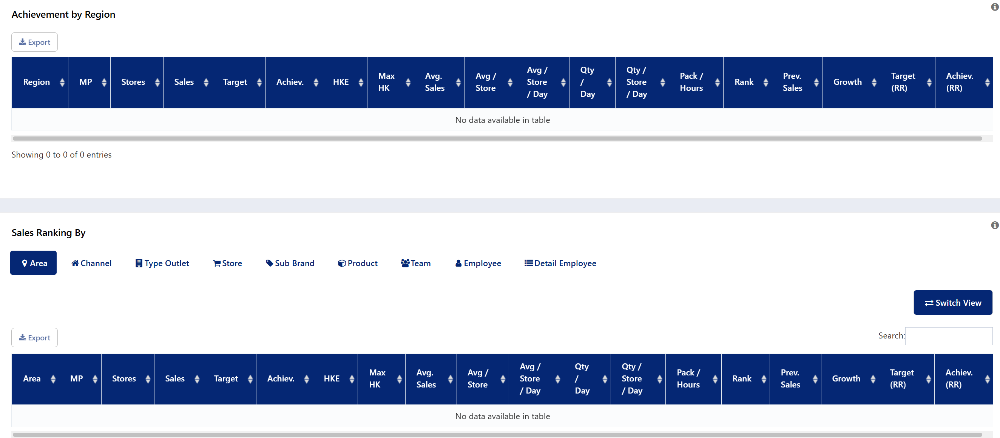 Achievement by Region
Export
Region MP Stores Sales Target Achiev. HKE Max HK Avg. Sales Avg / Store Avg / Store / Day Qty / Day Qty / Store / Day Pack / Hours Rank Prev. Sales Growth Target (RR) Achiev. (RR)
No data available in table
Showing 0 to 0 of 0 entries
Sales Ranking By
Area Channel Type Outlet Store Sub Brand Product Team Employee Detail Employee
Switch View
Export Search:
Area MP Stores Sales Target Achiev. HKE Max HK Avg. Sales Avg / Store Avg / Store / Day Qty / Day Qty / Store / Day Pack / Hours Rank Prev. Sales Growth Target (RR) Achiev. (RR)
No data available in table